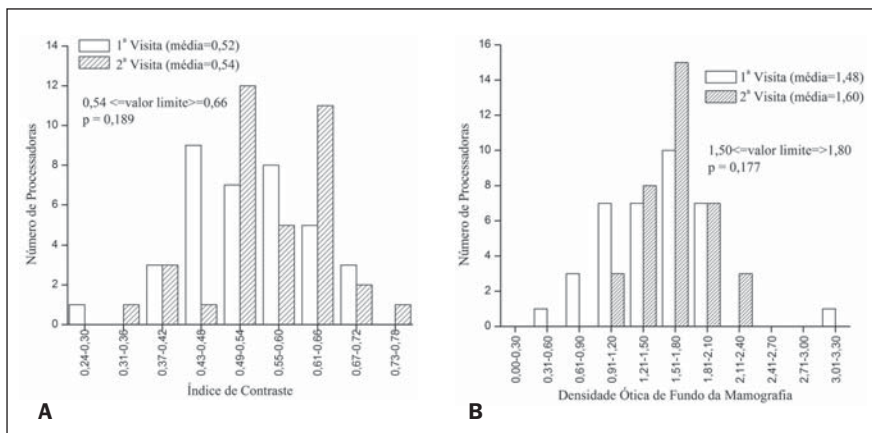 14
12
10
8
6
4
2
0
Número de Processadoras
1ª Visita (média=0,52)
2ª Visita (média=0,54)
0,54 <=valor limite>=0,66
p = 0,189
0,24-0,30
0,31-0,36
0,37-0,42
0,43-0,48
0,49-0,54
0,55-0,60
0,61-0,66
0,67-0,72
0,73-0,78
Índice de Contraste
A
16
14
12
10
8
6
4
2
0
Número de Processadoras
1ª Visita (média=1,48)
2ª Visita (média=1,60)
1,50<=valor limite=>1,80
p = 0,177
0,00-0,30
0,31-0,60
0,61-0,90
0,91-1,20
1,21-1,50
1,51-1,80
1,81-2,10
2,11-2,40
2,41-2,70
2,71-3,00
3,01-3,30
Densidade Ótica de Fundo da Mamografia
B